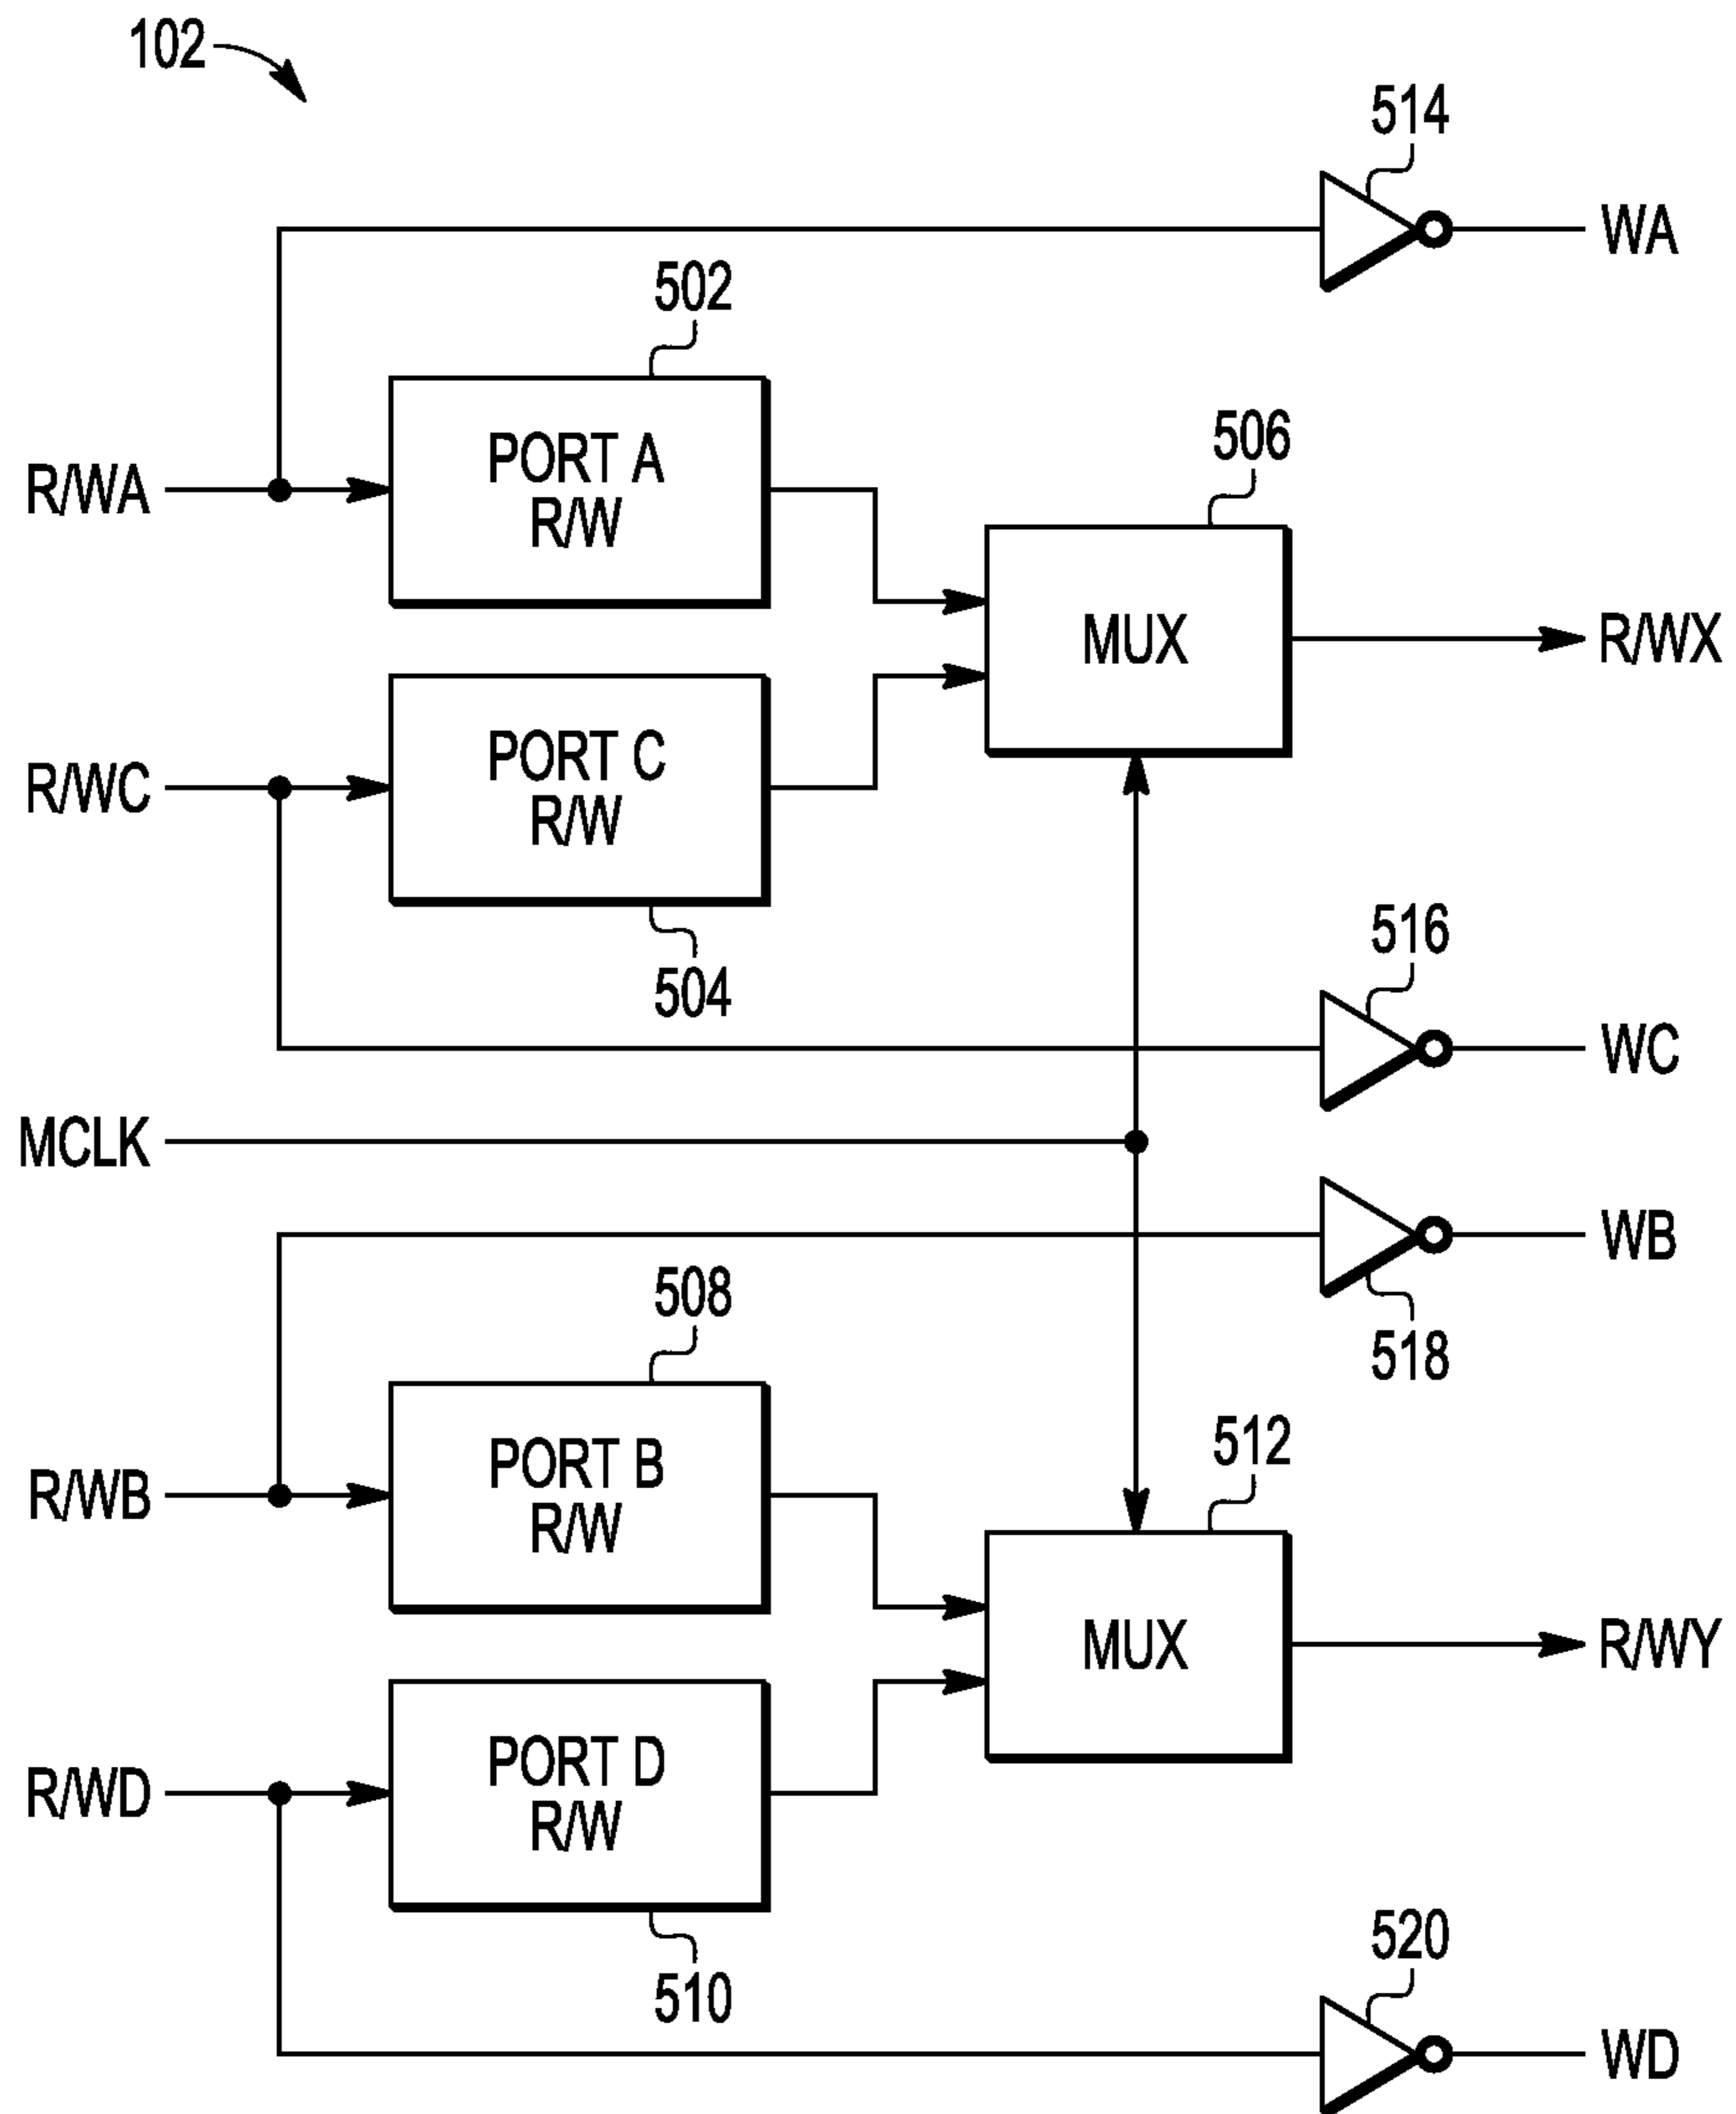 102
514
WA
502
R/WA
PORT A
R/W
506
MUX
R/WX
R/WC
PORT C
R/W
504
516
WC
MCLK
WB
518
508
R/WB
PORT B
R/W
512
MUX
R/WY
R/WD
PORT D
R/W
510
520
WD